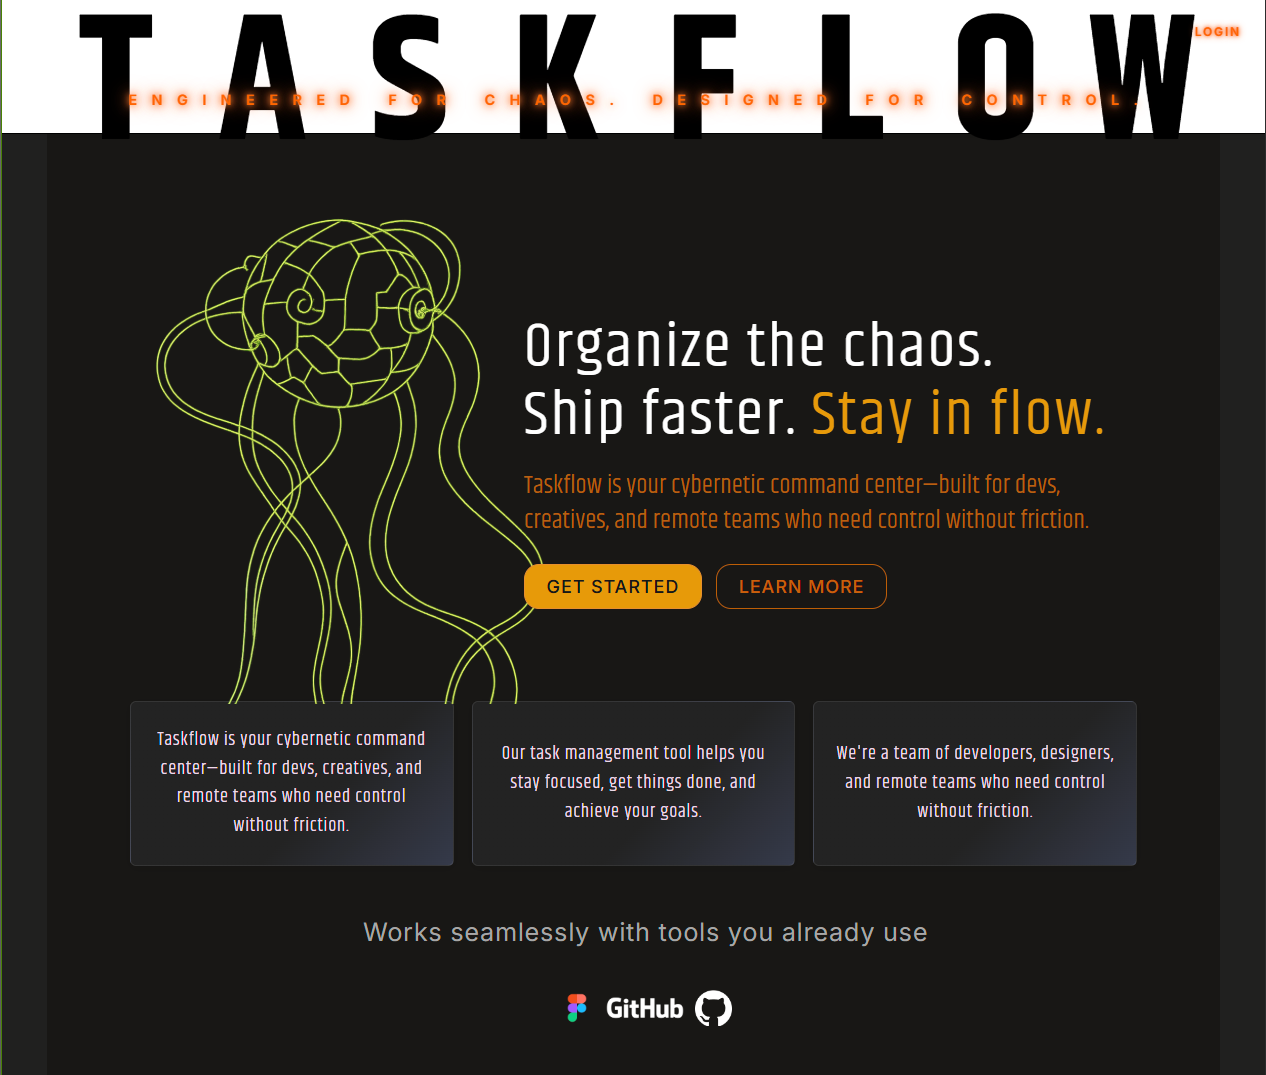 TASKFLOW
LOGIN
ENGINEERED FOR CHAOS. DESIGNED FOR CONTROL.
Organize the chaos.
Ship faster. Stay in flow.
Taskflow is your cybernetic command center—built for devs,
creatives, and remote teams who need control without friction.
GET STARTED
LEARN MORE
Taskflow is your cybernetic command
center—built for devs, creatives, and
remote teams who need control
without friction.
Our task management tool helps you
stay focused, get things done, and
achieve your goals.
We're a team of developers, designers,
and remote teams who need control
without friction.
Works seamlessly with tools you already use
GitHub